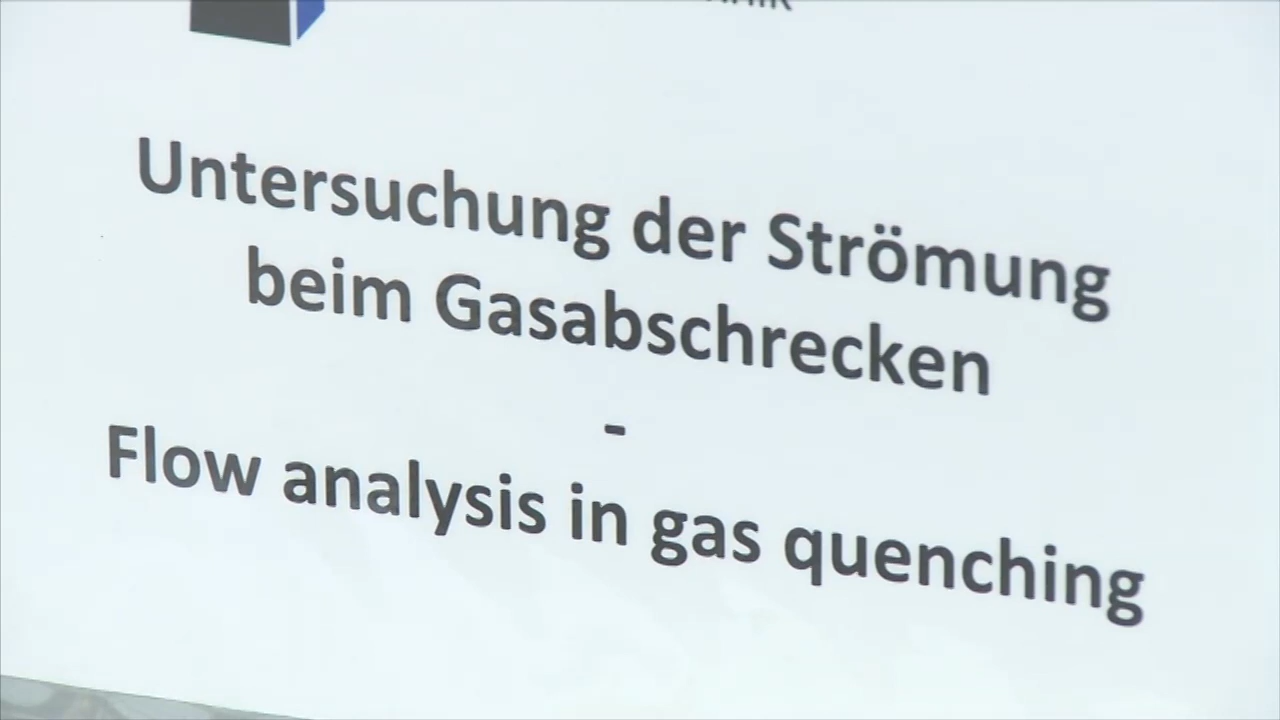 Untersuchung der Strömung
beim Gasabschrecken
-
Flow analysis in gas quenching